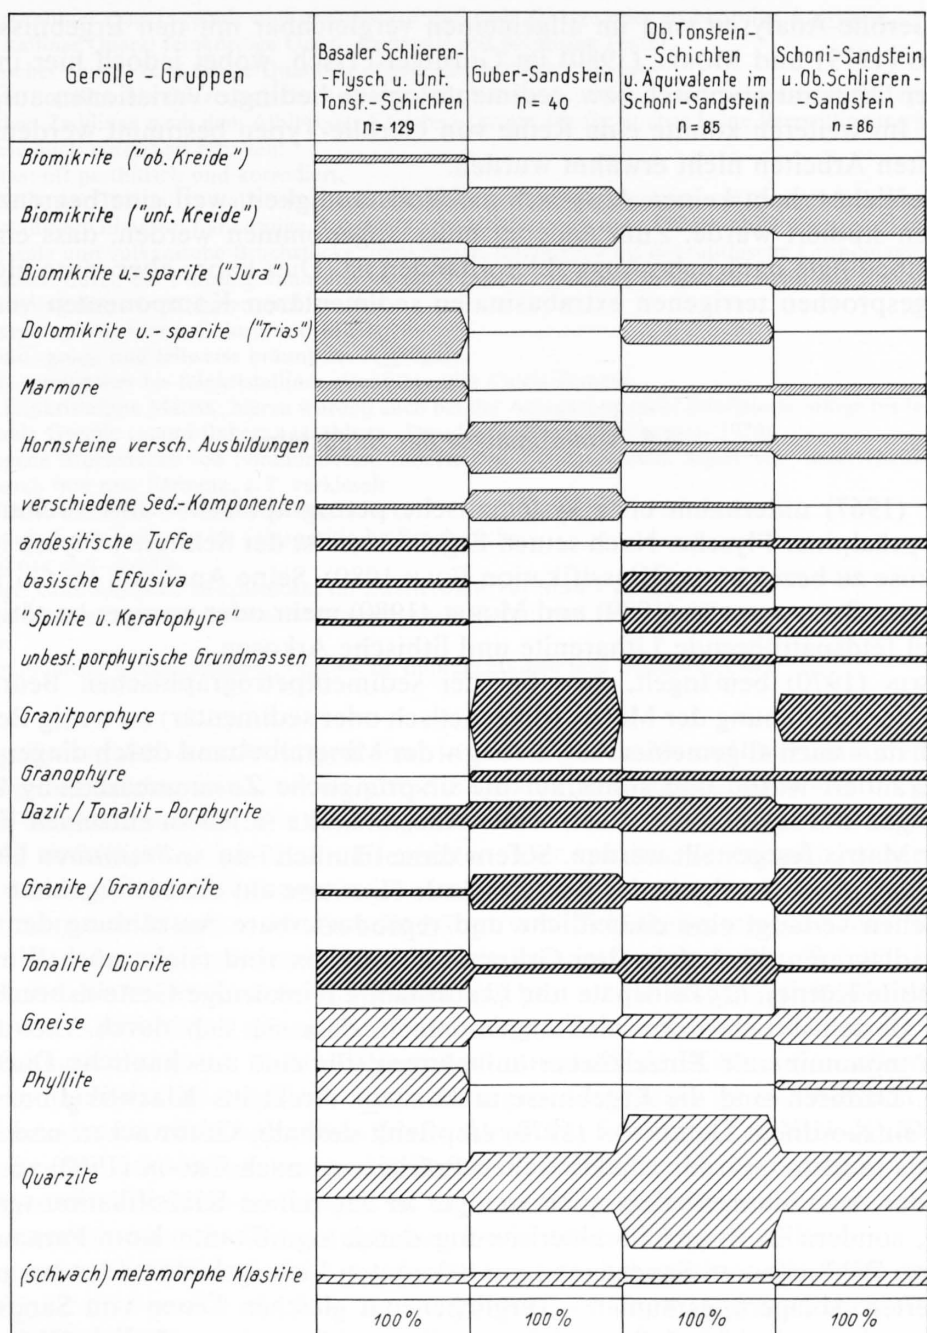 Gerölle - Gruppen
Basaler Schlieren-
-Flysch u. Unt.
Tonst.-Schichten
n = 129
Guber-Sandstein
n = 40
Ob. Tonstein-
-Schichten
u. Äquivalente im
Schoni-Sandstein
n = 85
Schoni-Sandstein
u. Ob. Schlieren-
-Sandstein
n = 86
Biomikrite ("ob. Kreide")
Biomikrite ("unt. Kreide")
Biomikrite u.- sparite ("Jura")
Dolomikrite u.- sparite ("Trias")
Marmore
Hornsteine versch. Ausbildungen
verschiedene Sed.-Komponenten
andesitische Tuffe
basische Effusiva
"Spilite u. Keratophyre"
unbest. porphyrische Grundmassen
Granitporphyre
Granophyre
Dazit / Tonalit - Porphyrite
Granite / Granodiorite
Tonalite / Diorite
Gneise
Phyllite
Quarzite
(schwach) metamorphe Klastite
100% 100% 100% 100%